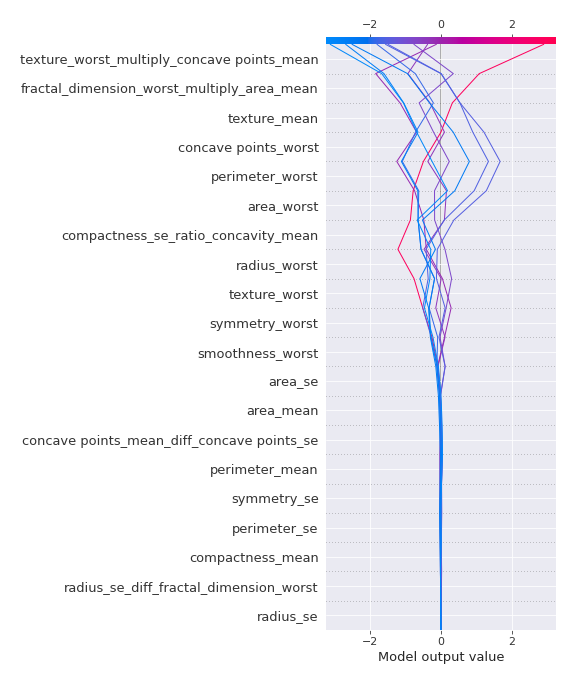 −2 0 2
texture_worst_multiply_concave points_mean
fractal_dimension_worst_multiply_area_mean
texture_mean
concave points_worst
perimeter_worst
area_worst
compactness_se_ratio_concavity_mean
radius_worst
texture_worst
symmetry_worst
smoothness_worst
area_se
area_mean
concave points_mean_diff_concave points_se
perimeter_mean
symmetry_se
perimeter_se
compactness_mean
radius_se_diff_fractal_dimension_worst
radius_se
−2 0 2
Model output value